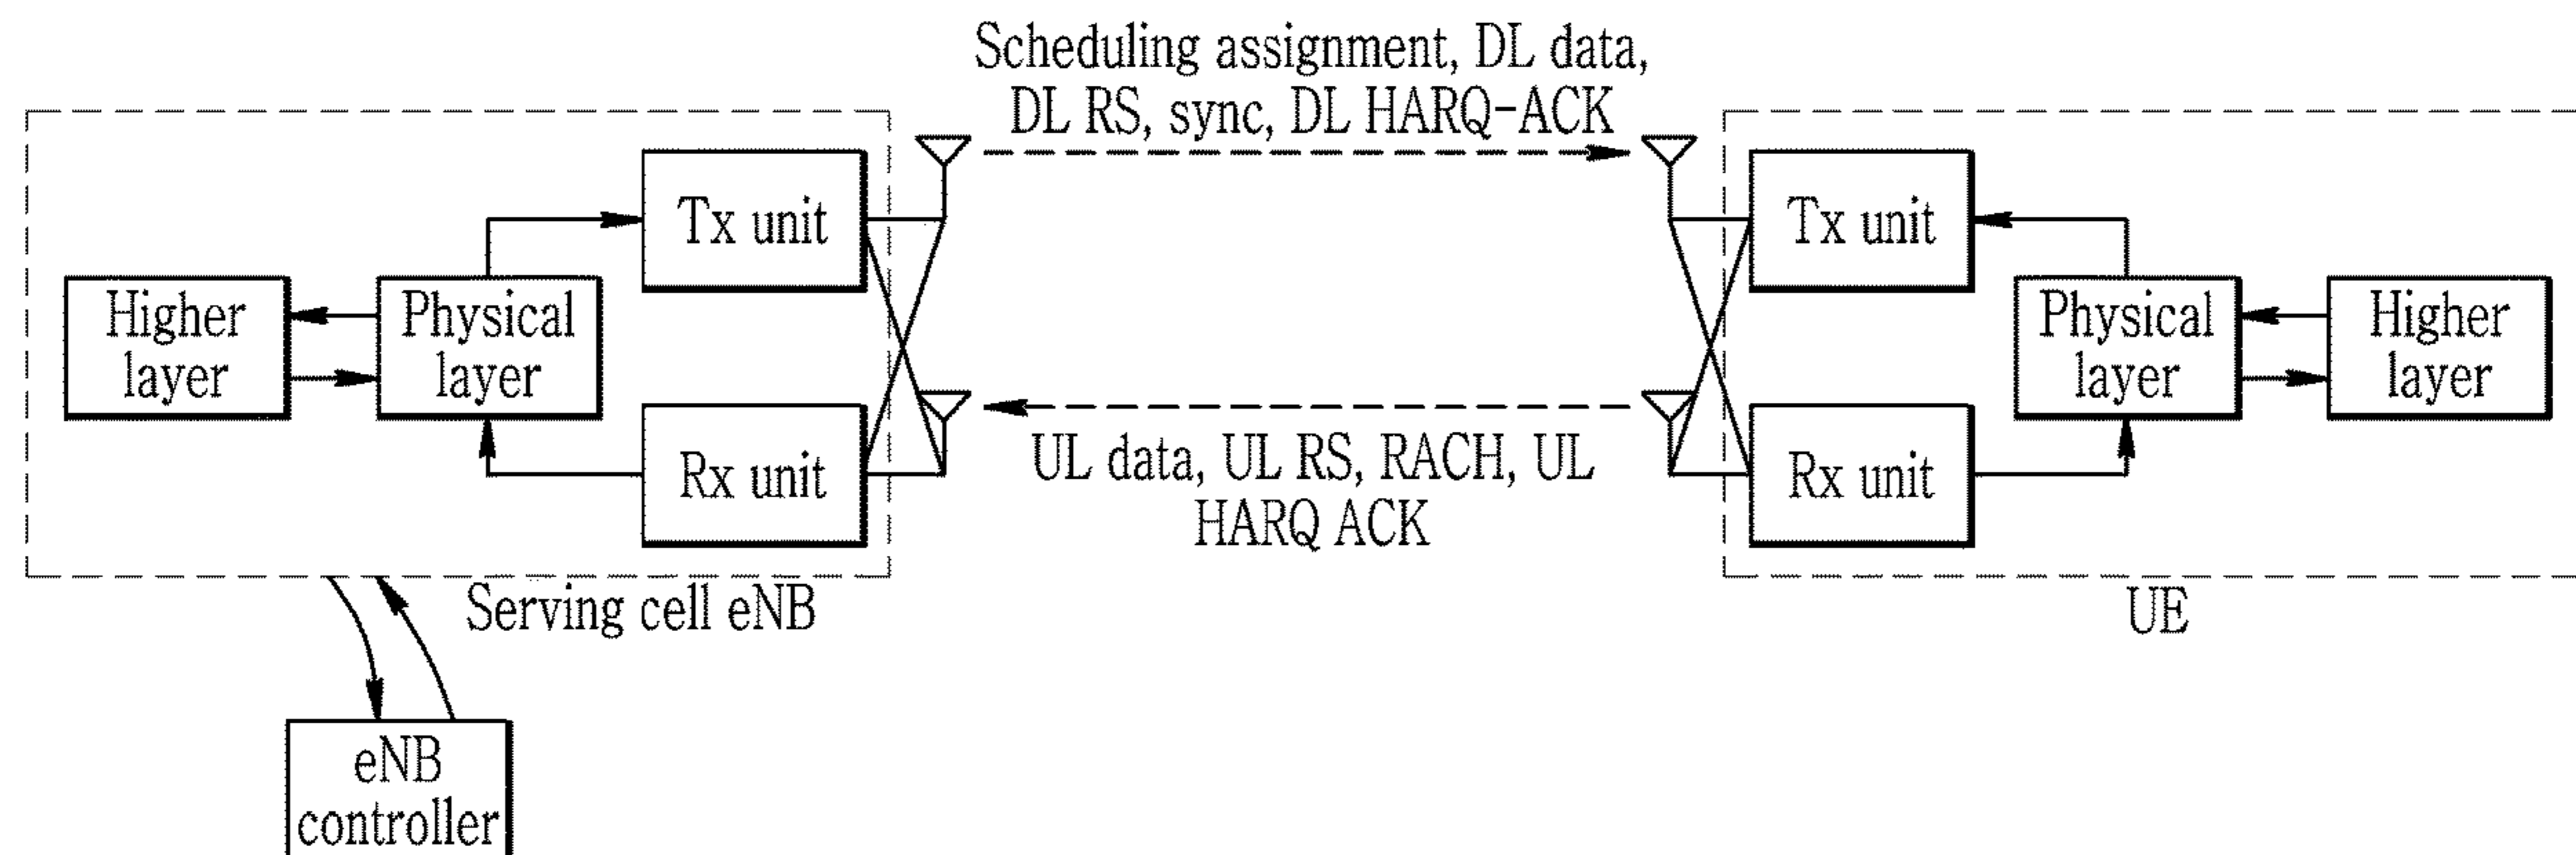 Scheduling assignment, DL data,
DL RS, sync, DL HARQ-ACK
Tx unit
Higher
layer
Physical
layer
Rx unit
UL data, UL RS, RACH, UL
HARQ ACK
Tx unit
Physical
layer
Higher
layer
Rx unit
Serving cell eNB
UE
eNB
controller